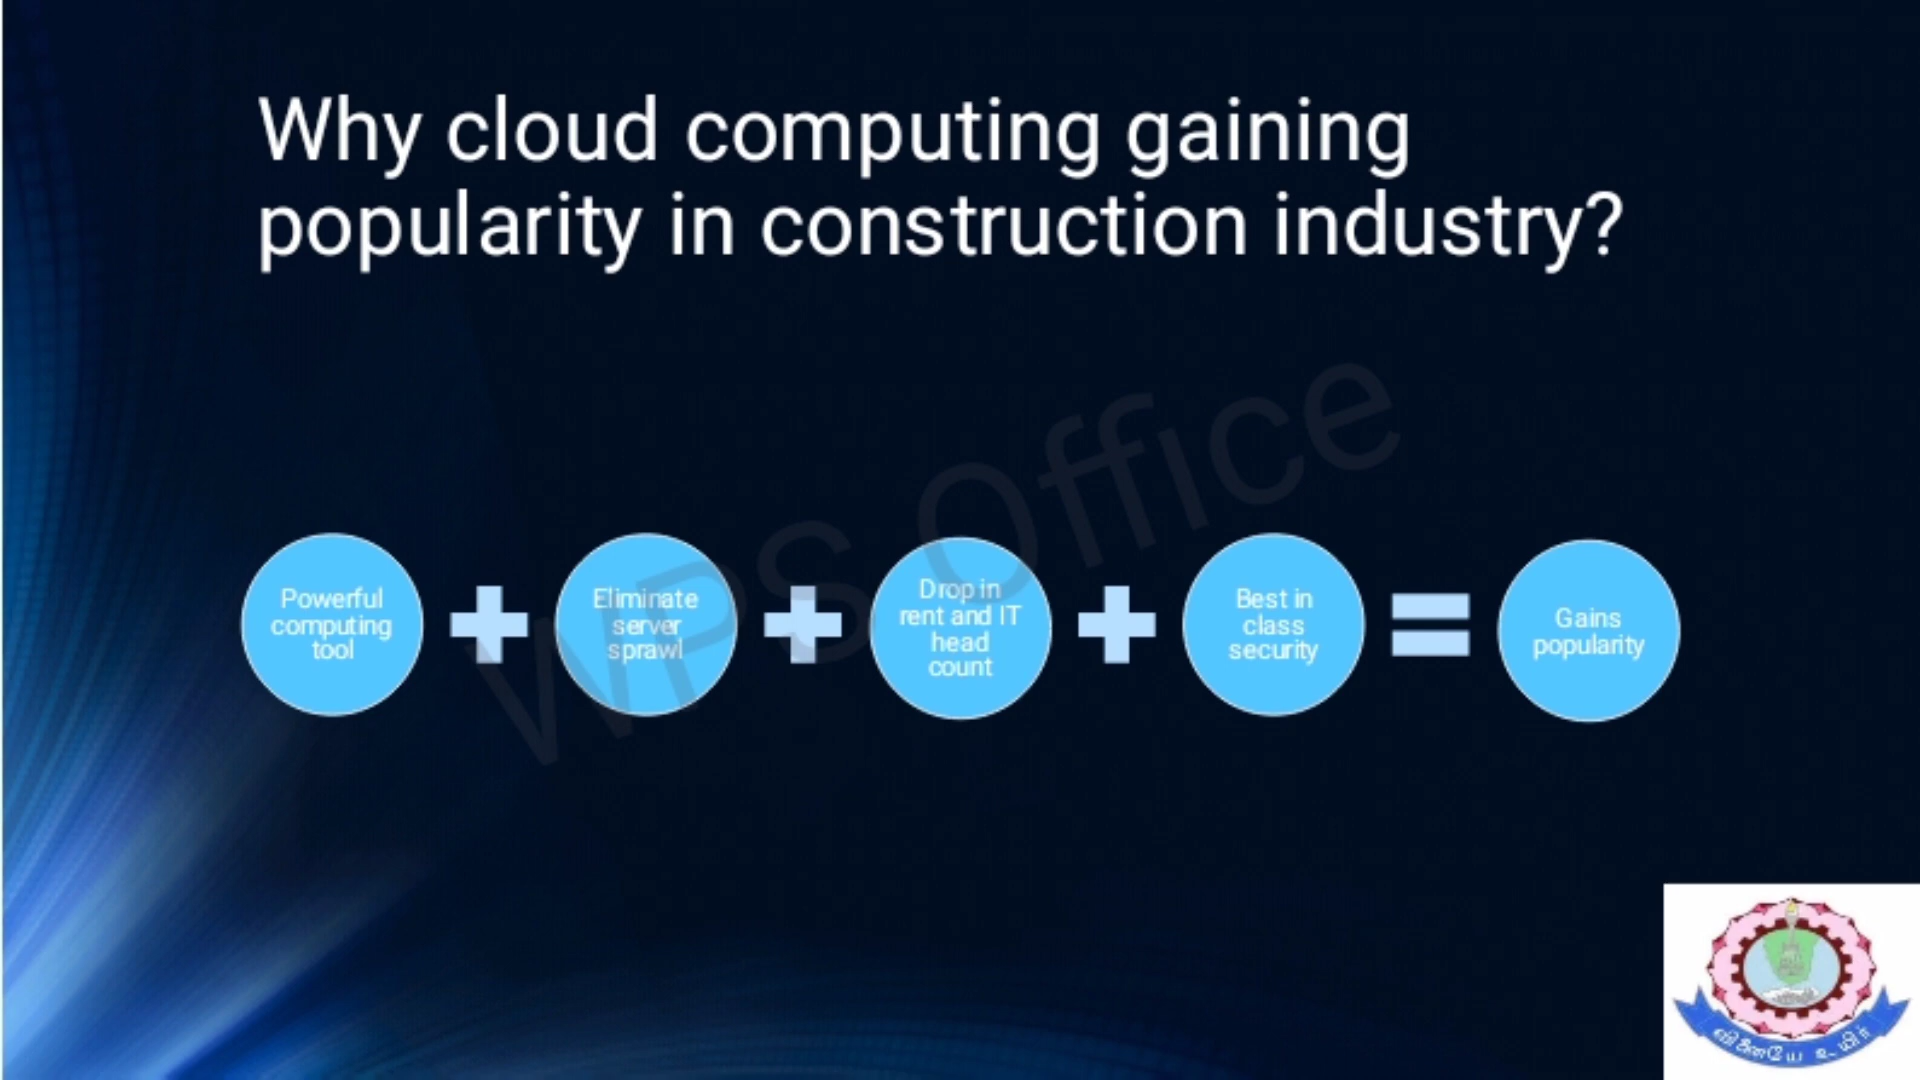 Why cloud computing gaining
popularity in construction industry?
Powerful
computing
tool
Eliminate
server
sprawl
Drop in
rent and IT
head
count
Best in
class
security
Gains
popularity
WPS Office
வினையே உயிர்